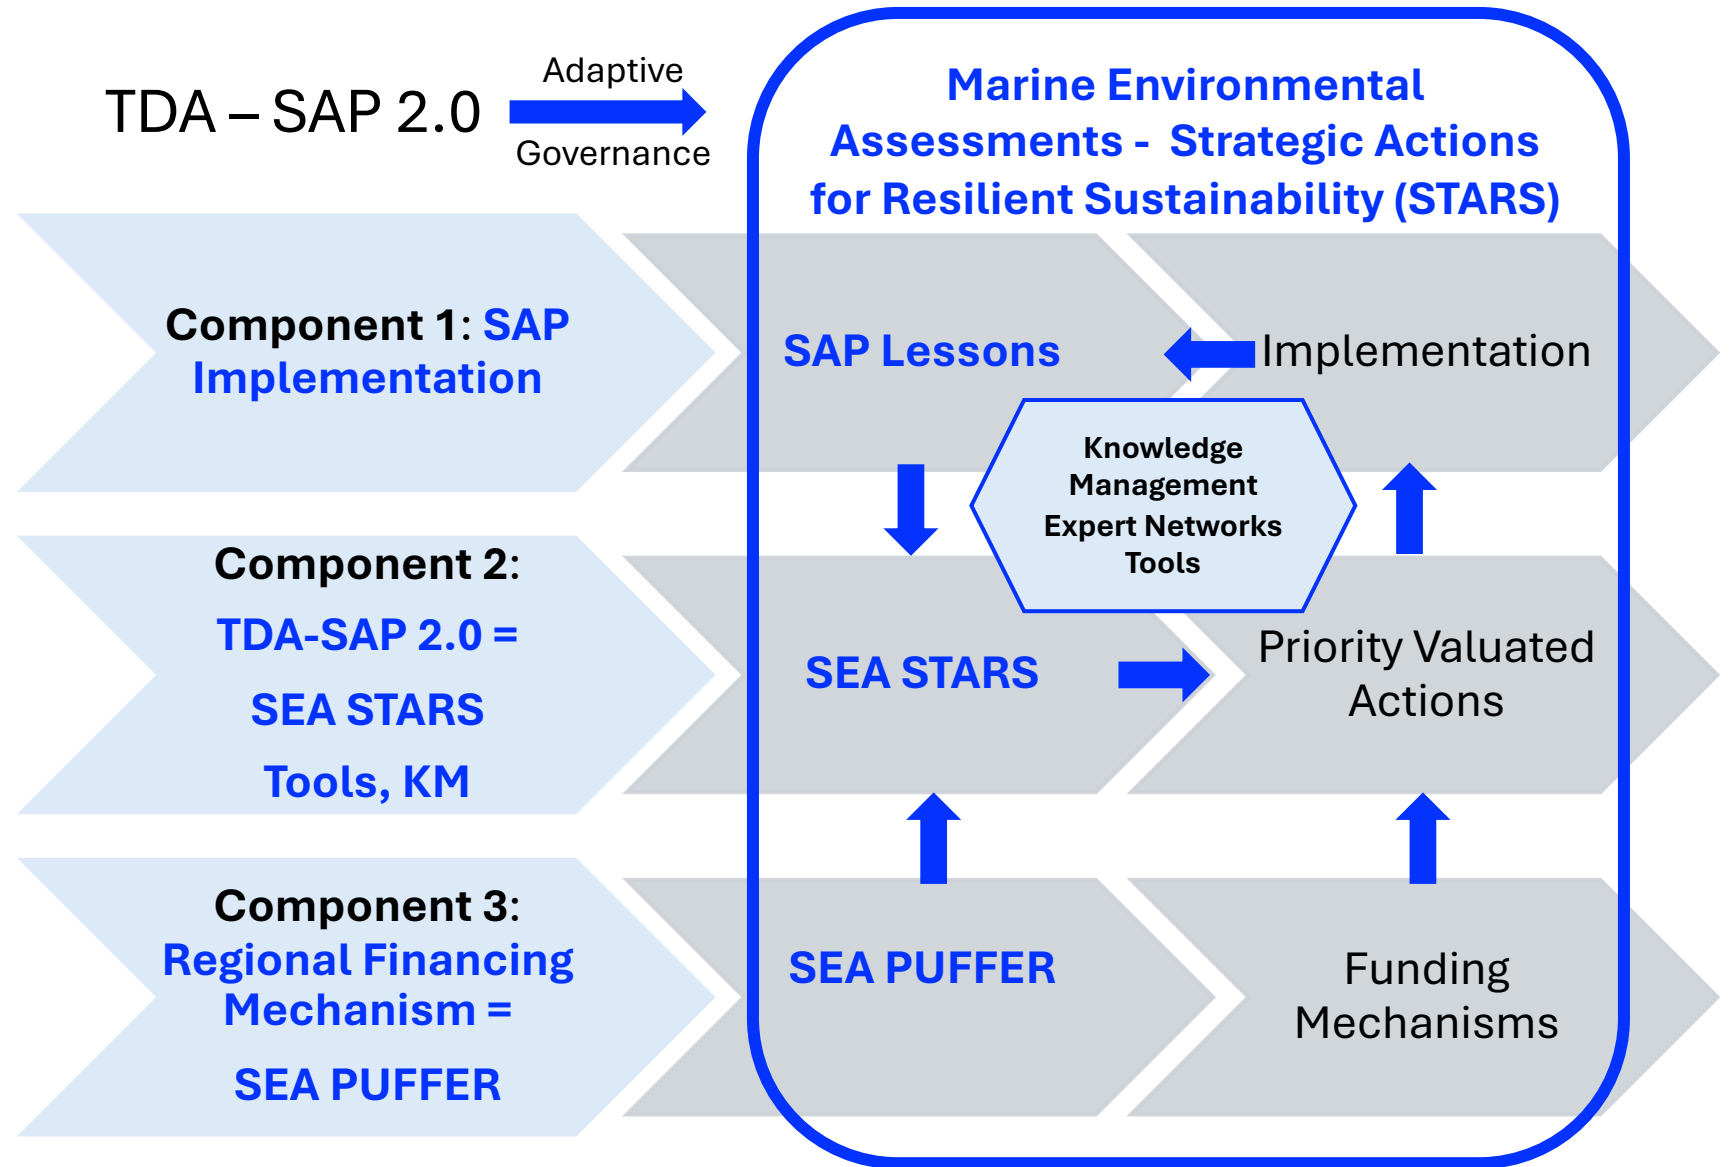 TDA – SAP 2.0
Adaptive
Governance
Marine Environmental
Assessments -  Strategic Actions
for Resilient Sustainability (STARS)
Component 1: SAP
Implementation
SAP Lessons
Implementation
Knowledge
Management
Expert Networks
Tools
Component 2:
TDA-SAP 2.0 =
SEA STARS
Tools, KM
SEA STARS
Priority Valuated
Actions
Component 3:
Regional Financing
Mechanism =
SEA PUFFER
SEA PUFFER
Funding
Mechanisms